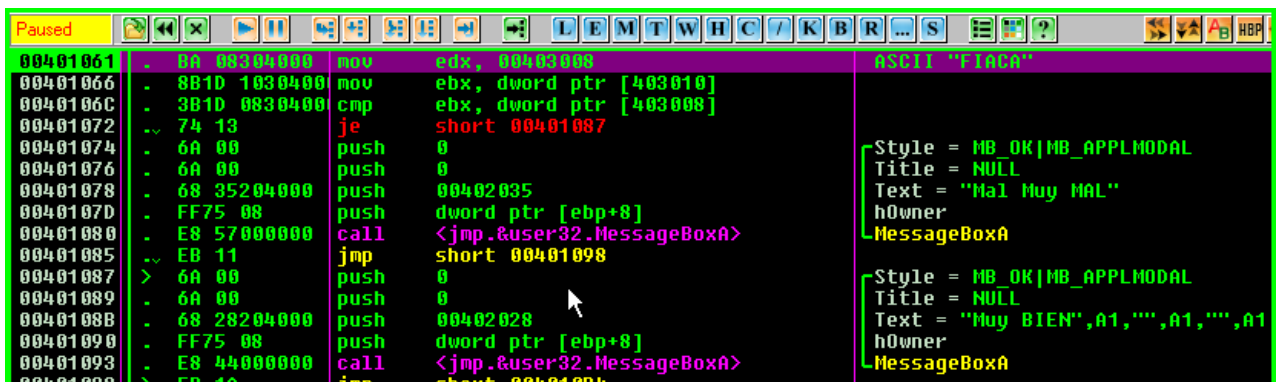 Paused L E M T W H C / K B R ... S ? AB HBP
00401061 . BA 08304000 mov edx, 00403008 ASCII "FIACA"
00401066 . 8B1D 10304000 mov ebx, dword ptr [403010]
0040106C . 3B1D 08304000 cmp ebx, dword ptr [403008]
00401072 .v 74 13 je short 00401087
00401074 . 6A 00 push 0 Style = MB_OK|MB_APPLMODAL
00401076 . 6A 00 push 0 Title = NULL
00401078 . 68 35204000 push 00402035 Text = "Mal Muy MAL"
0040107D . FF75 08 push dword ptr [ebp+8] hOwner
00401080 . E8 57000000 call <jmp.&user32.MessageBoxA> MessageBoxA
00401085 .v EB 11 jmp short 00401098
00401087 > 6A 00 push 0 Style = MB_OK|MB_APPLMODAL
00401089 . 6A 00 push 0 Title = NULL
0040108B . 68 28204000 push 00402028 Text = "Muy BIEN",A1,"",A1,"",A1
00401090 . FF75 08 push dword ptr [ebp+8] hOwner
00401093 . E8 44000000 call <jmp.&user32.MessageBoxA> MessageBoxA